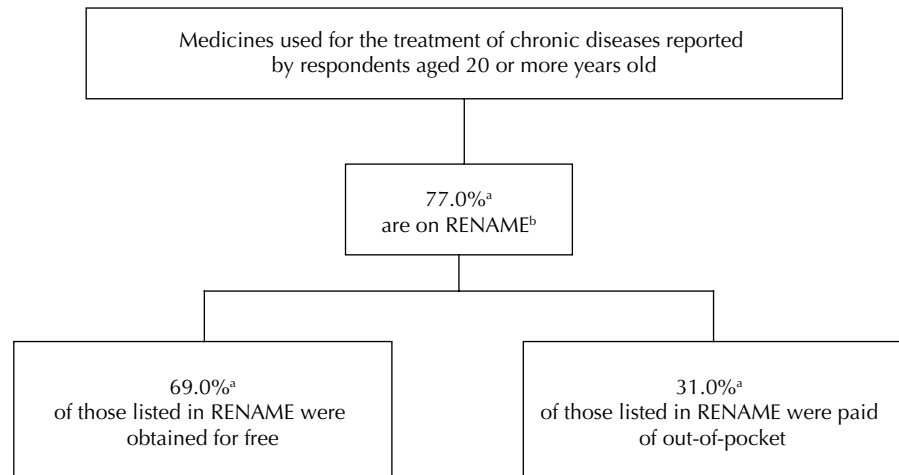 Medicines used for the treatment of chronic diseases reported
by respondents aged 20 or more years old
77.0%ᵃ
are on RENAMEᵇ
69.0%ᵃ
of those listed in RENAME were
obtained for free
31.0%ᵃ
of those listed in RENAME were paid
of out-of-pocket